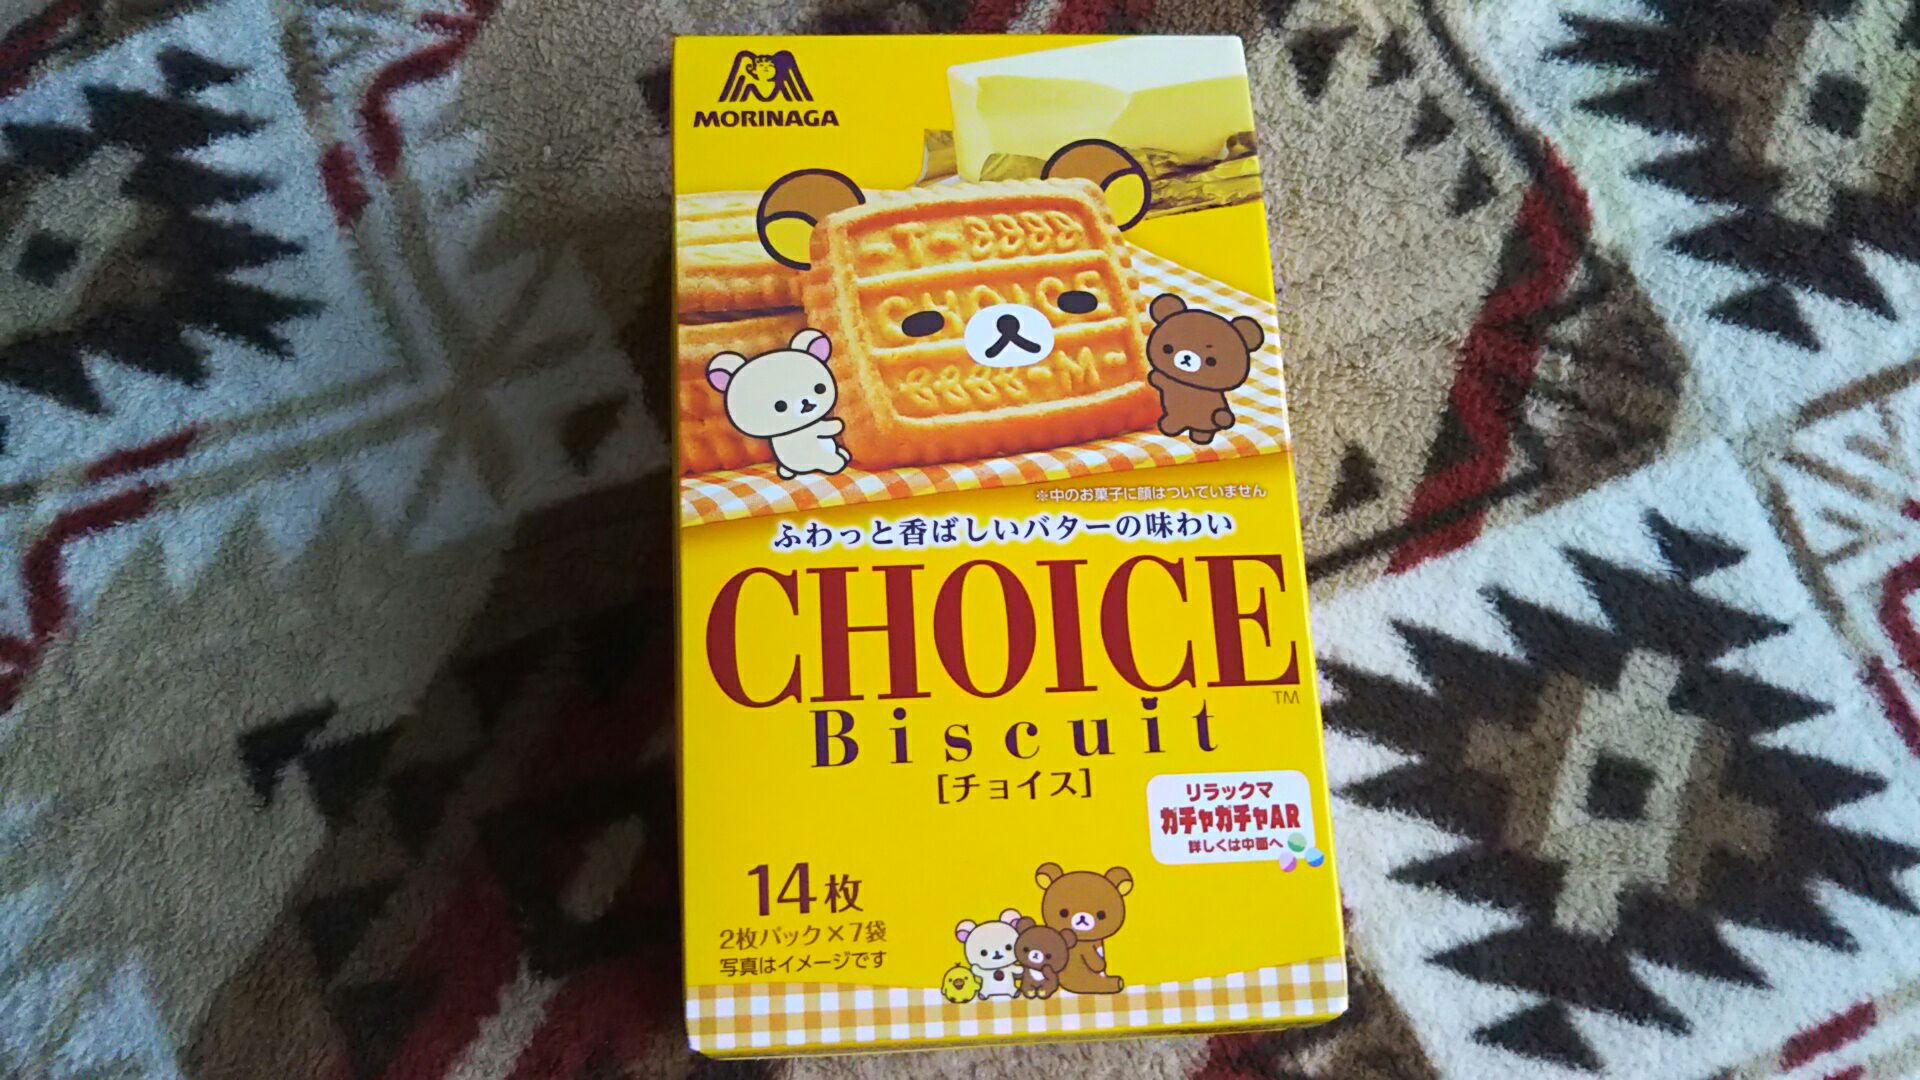 MORINAGA
-T-8888
CHOICE
8888-M-
※中のお菓子に顔はついていません
ふわっと香ばしいバターの味わい
CHOICE
TM
Biscuit
[チョイス]
リラックマ
ガチャガチャAR
詳しくは中面へ
14枚
2枚パック×7袋
写真はイメージです